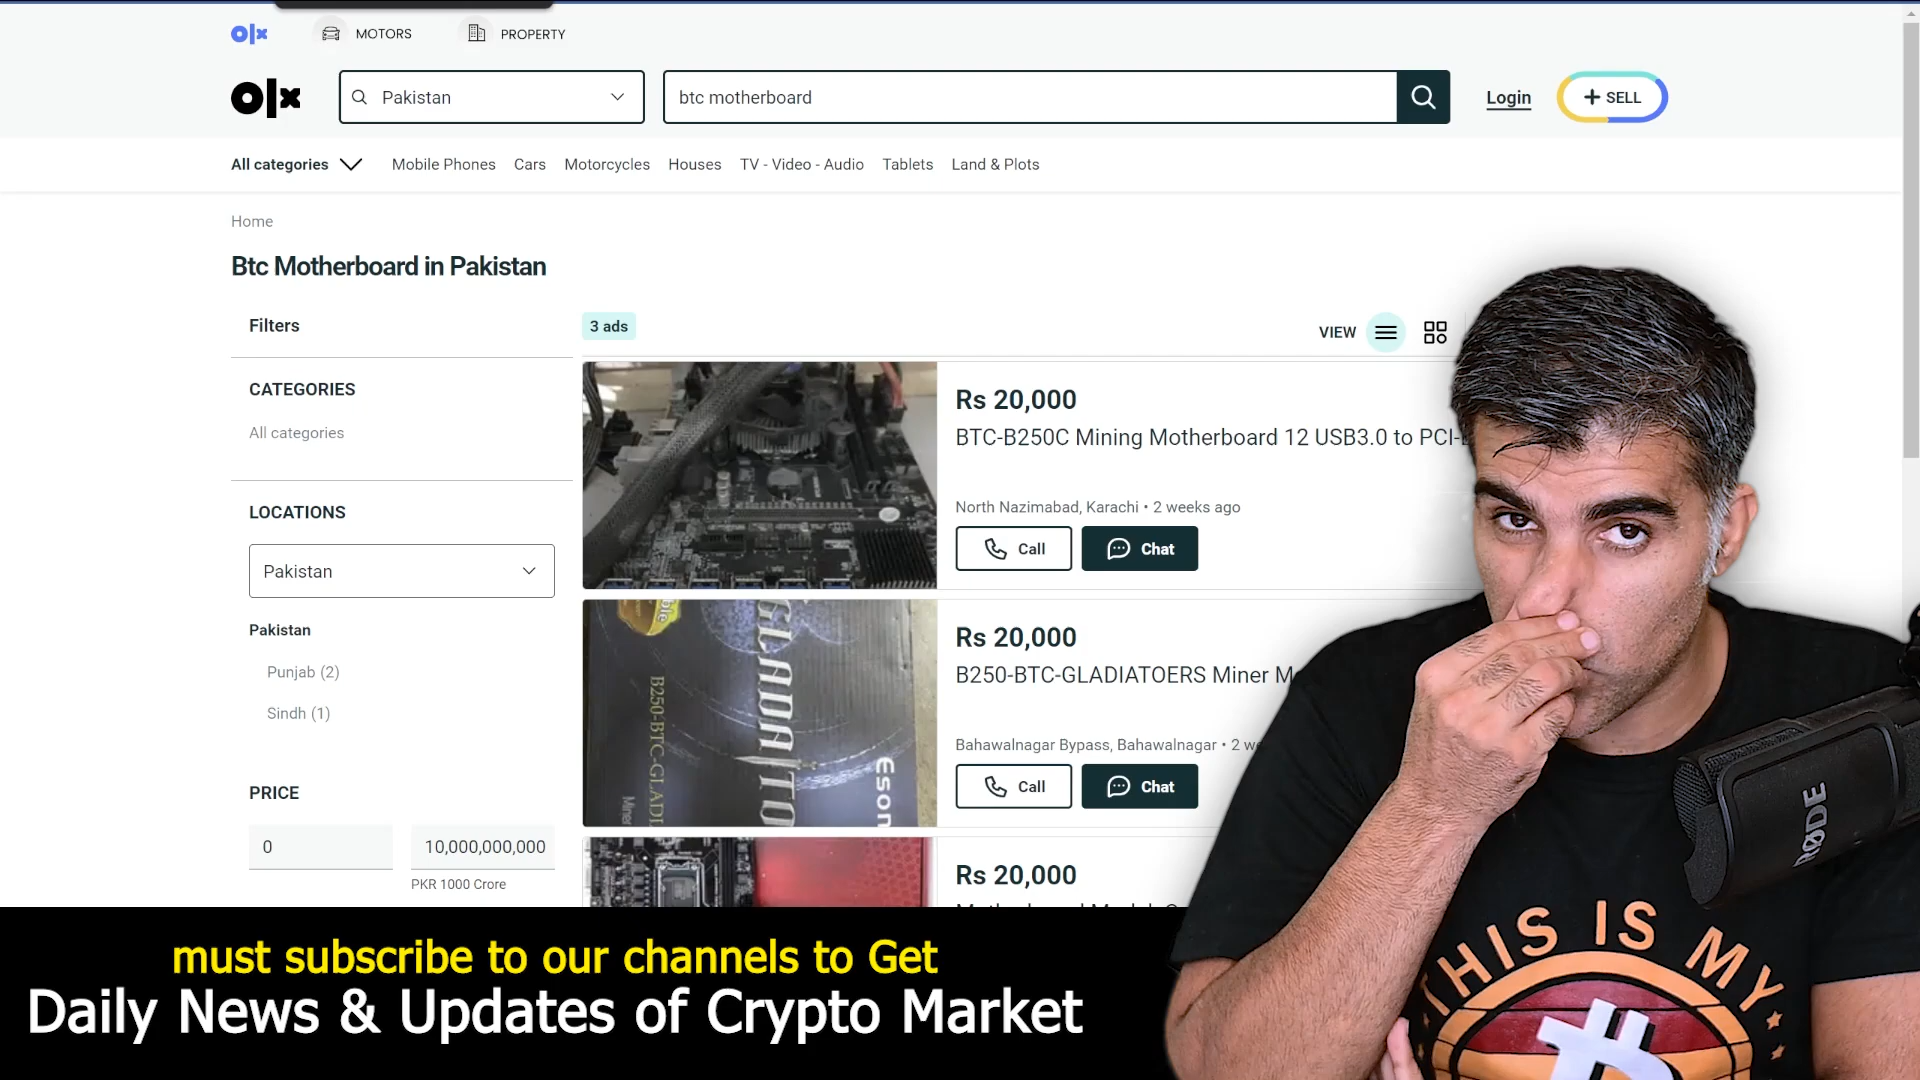 olx
MOTORS
PROPERTY
olx
Pakistan
btc motherboard
Login
+ SELL
All categories
Mobile Phones
Cars
Motorcycles
Houses
TV - Video - Audio
Tablets
Land & Plots
Home
Btc Motherboard in Pakistan
Filters
3 ads
VIEW
CATEGORIES
All categories
LOCATIONS
Pakistan
Pakistan
Punjab (2)
Sindh (1)
PRICE
0
10,000,000,000
PKR 1000 Crore
Rs 20,000
BTC-B250C Mining Motherboard 12 USB3.0 to PCI-
North Nazimabad, Karachi • 2 weeks ago
Call
Chat
GLADIATO
B250-BTC-GLADI
Miner
Eson
Rs 20,000
B250-BTC-GLADIATOERS Miner M
Bahawalnagar Bypass, Bahawalnagar • 2 we
Call
Chat
Rs 20,000
RØDE
THIS IS MY
must subscribe to our channels to Get
Daily News & Updates of Crypto Market